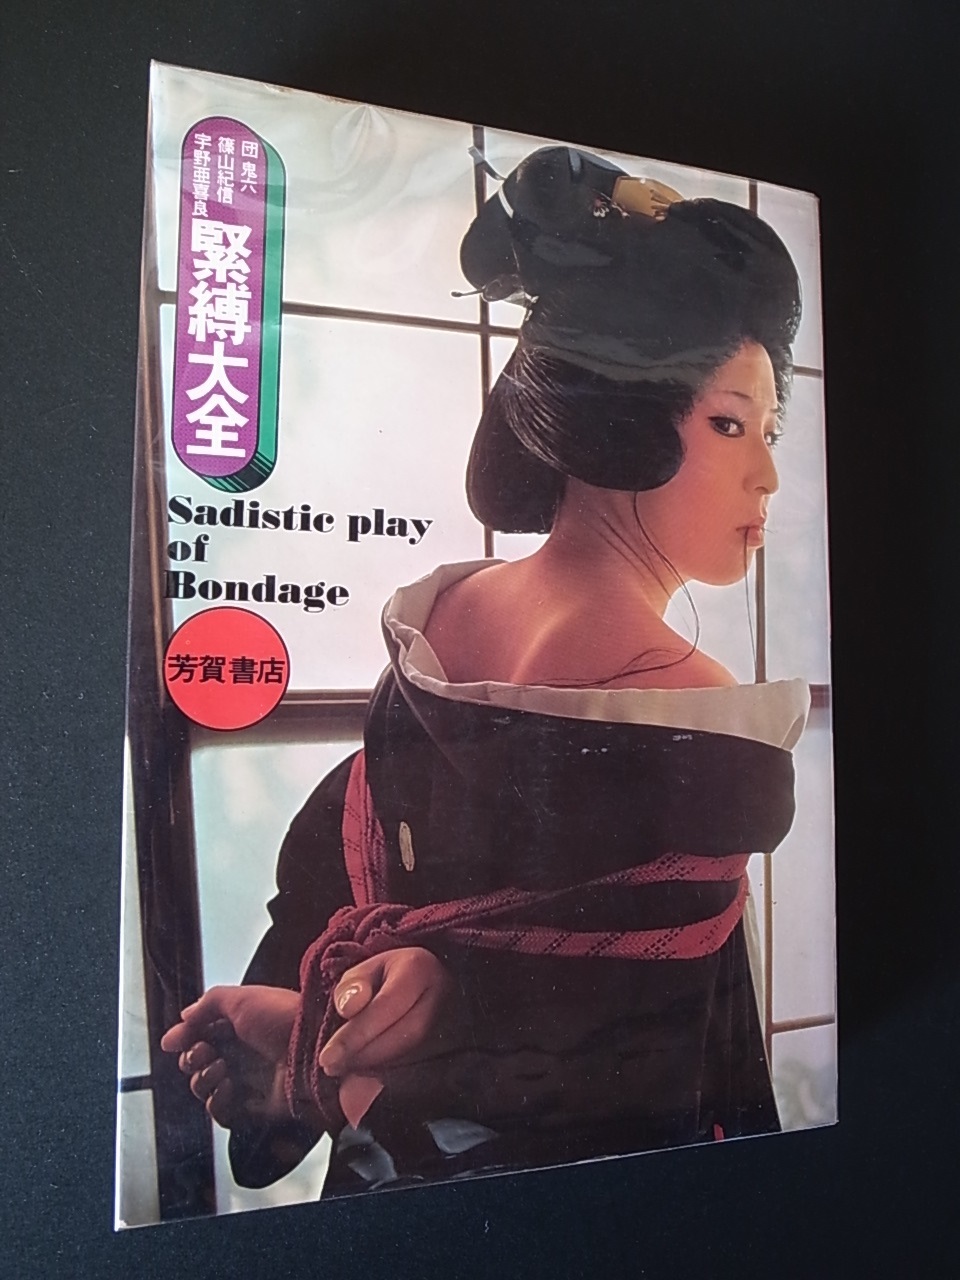 団 鬼六
篠山紀信
宇野亜喜良
緊縛大全
Sadistic play
of
Bondage
芳賀書店